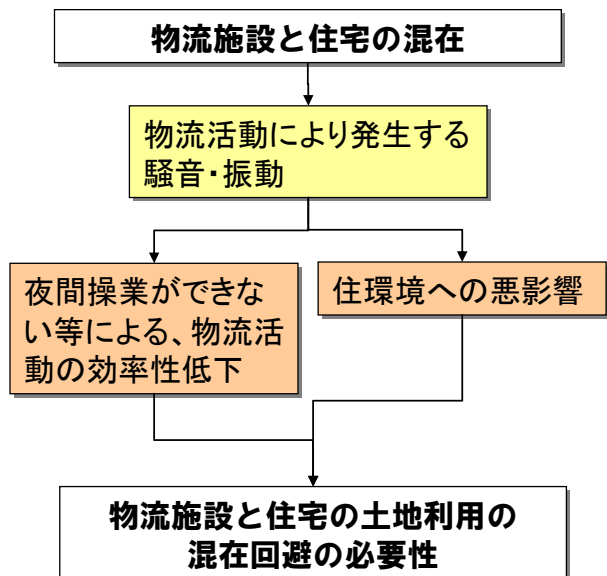 物流施設と住宅の混在
物流活動により発生する
騒音・振動
夜間操業ができな
い等による、物流活
動の効率性低下
住環境への悪影響
物流施設と住宅の土地利用の
混在回避の必要性